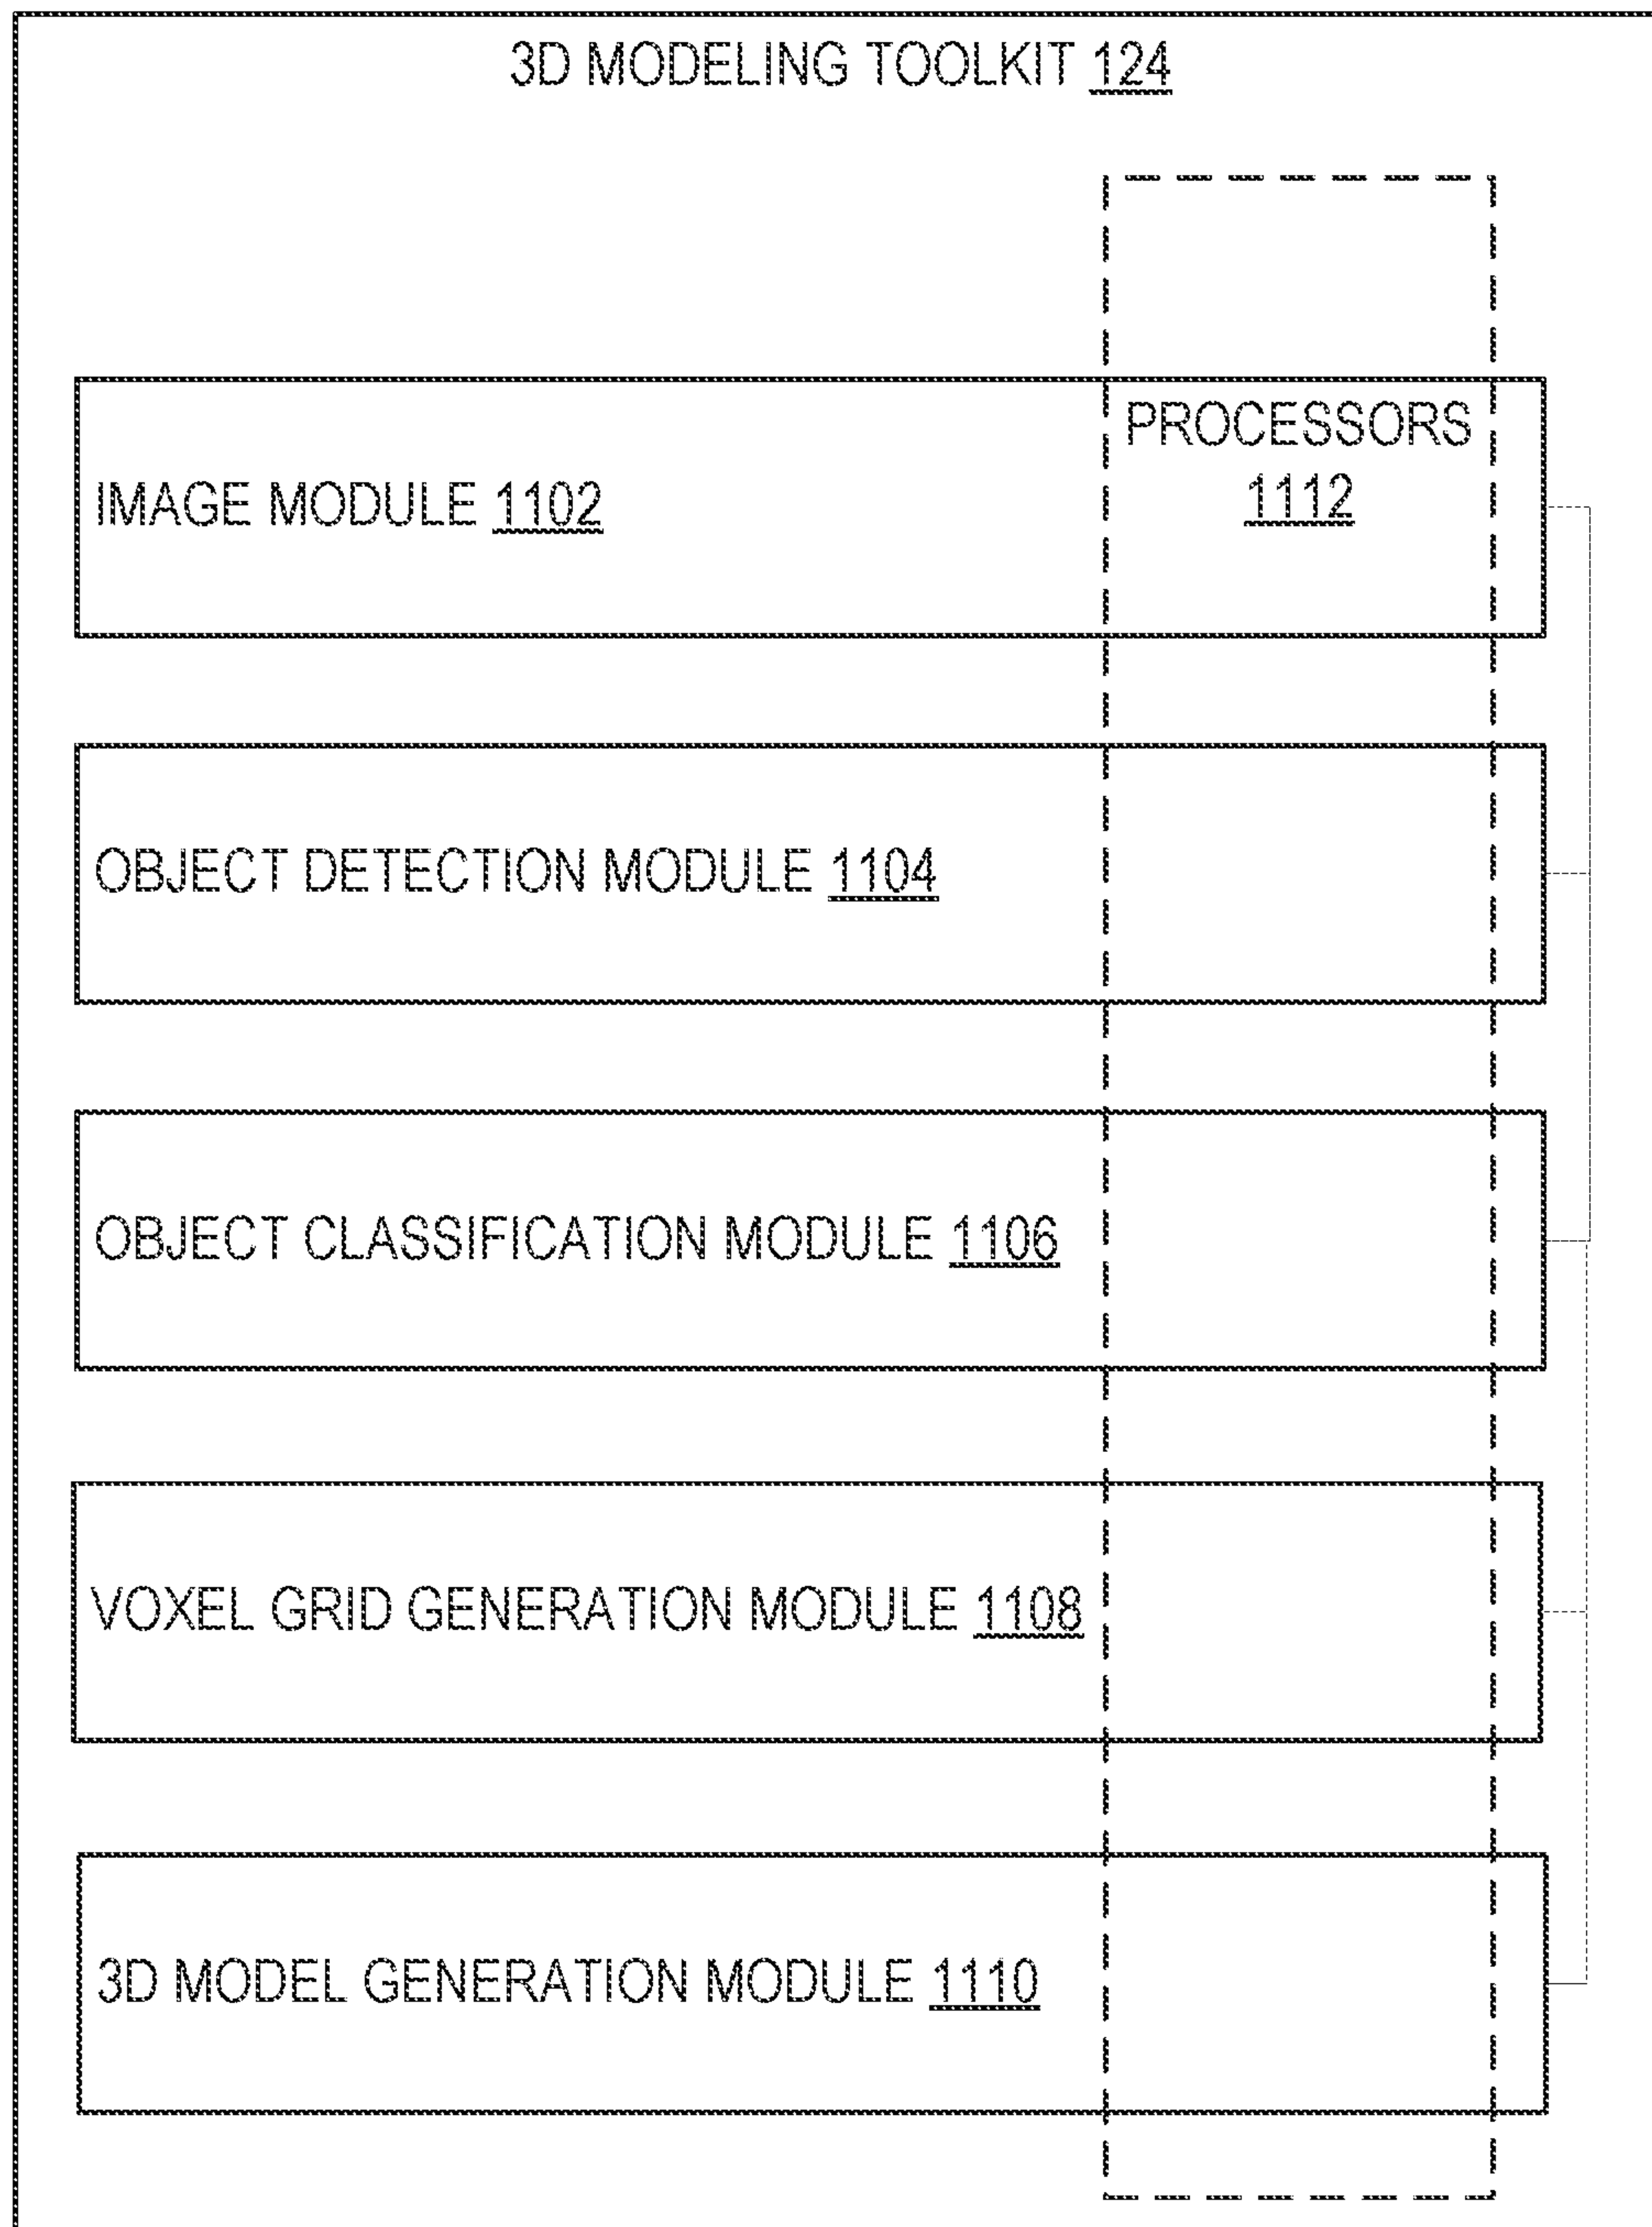 3D MODELING TOOLKIT 124
PROCESSORS
1112
IMAGE MODULE 1102
OBJECT DETECTION MODULE 1104
OBJECT CLASSIFICATION MODULE 1106
VOXEL GRID GENERATION MODULE 1108
3D MODEL GENERATION MODULE 1110